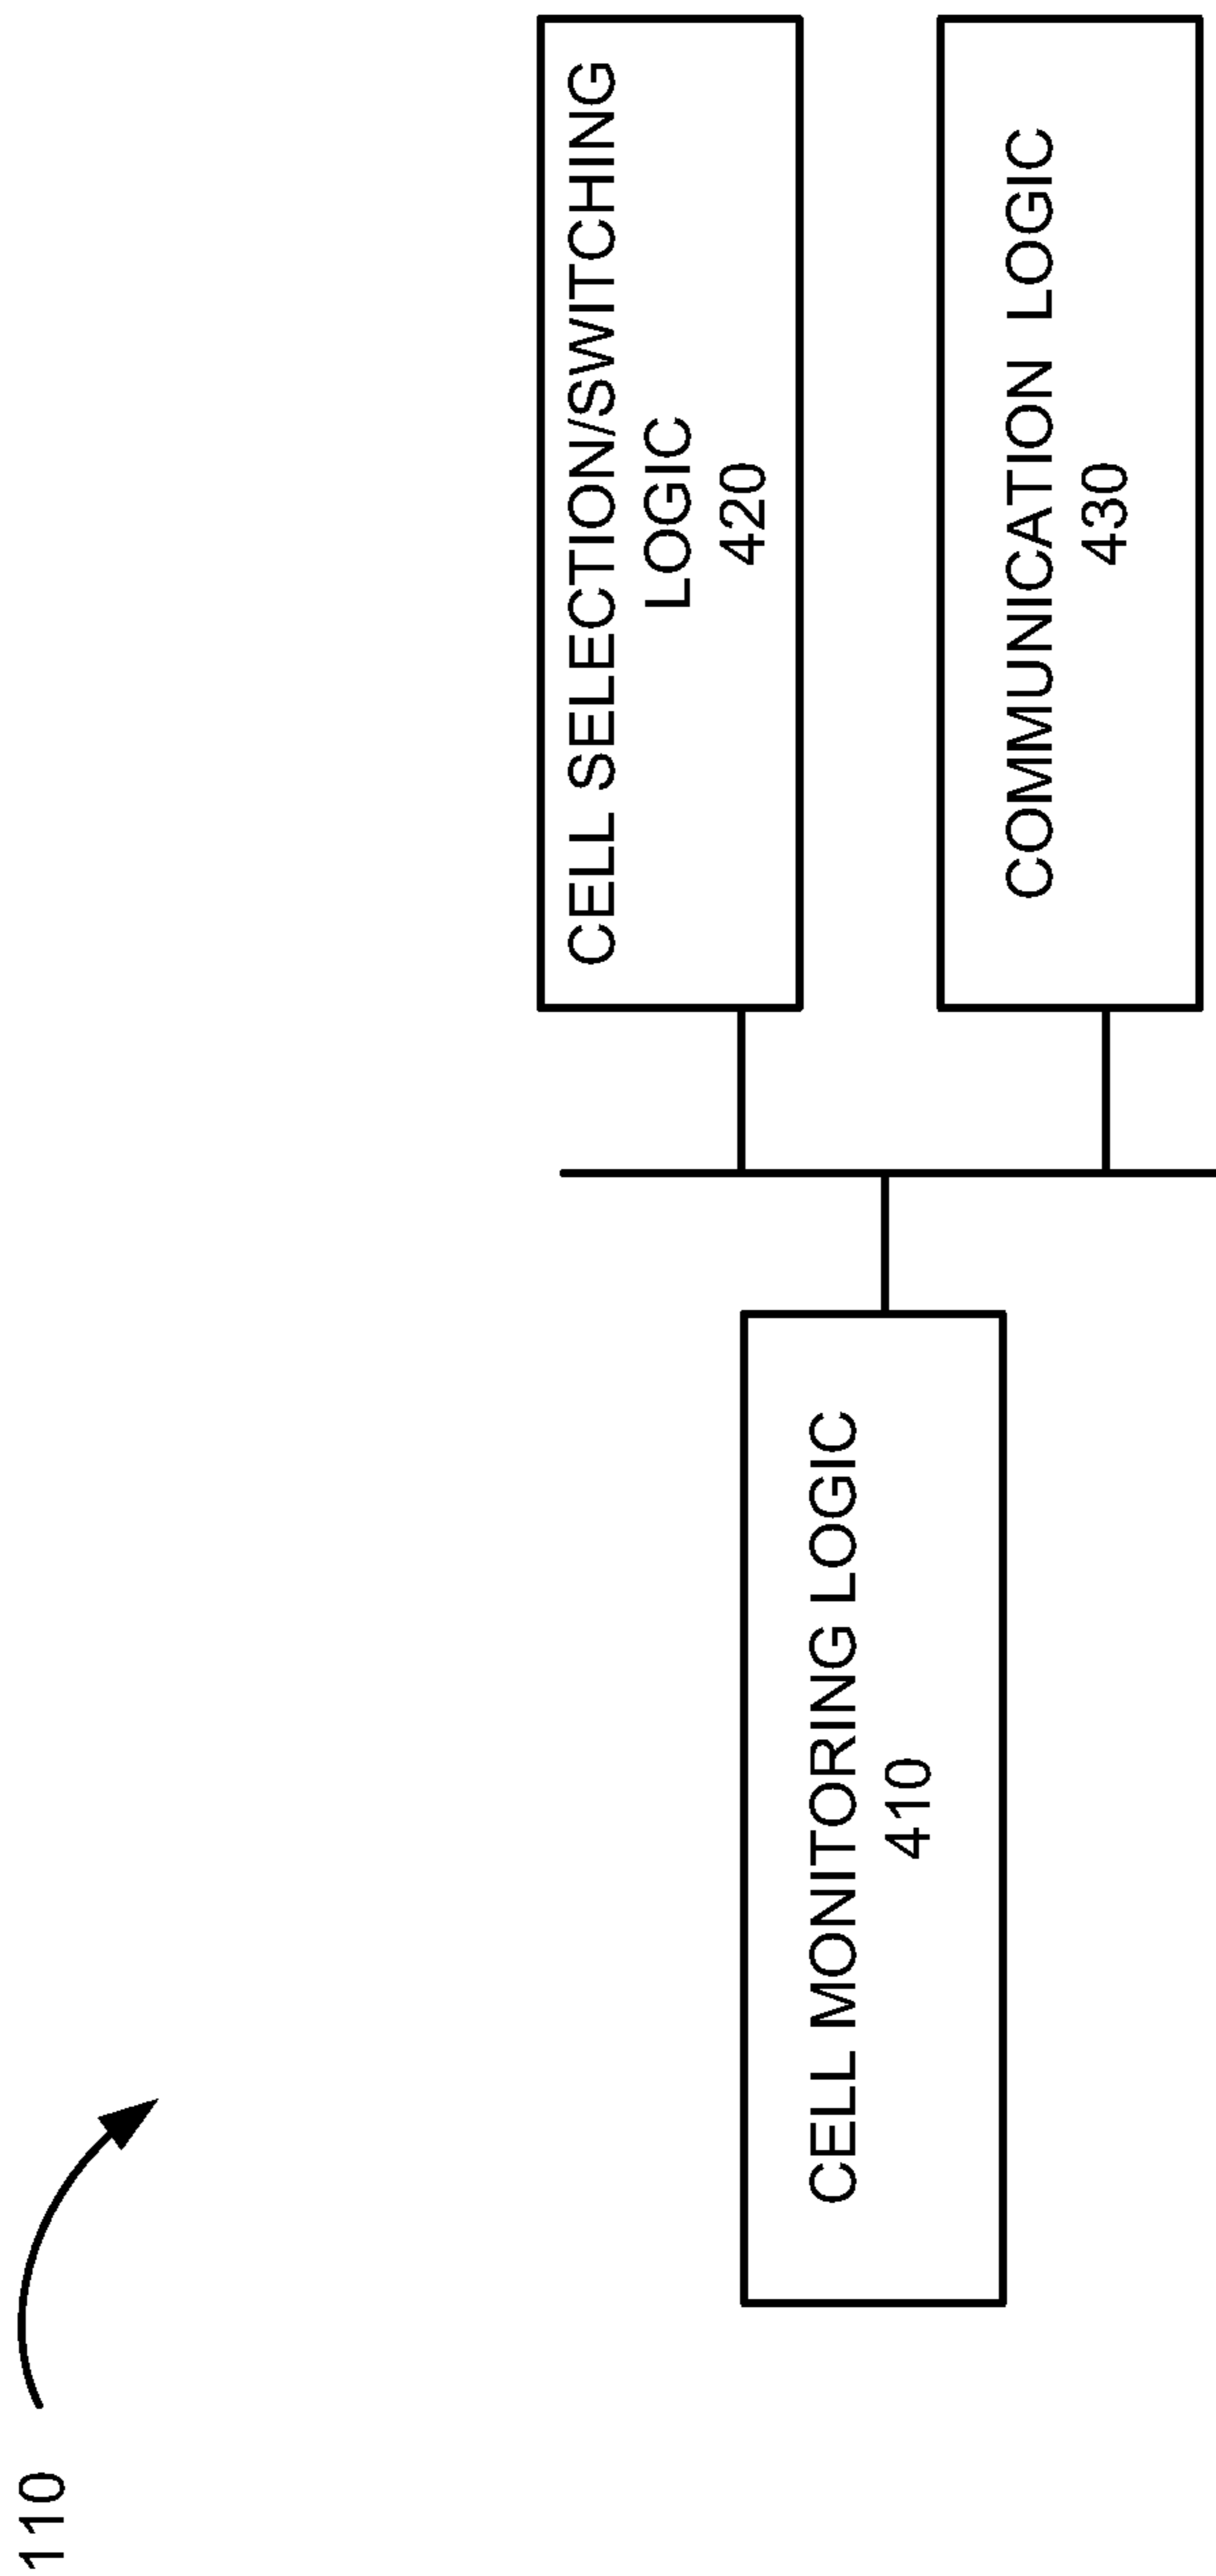 110
CELL MONITORING LOGIC
410
CELL SELECTION/SWITCHING
LOGIC
420
COMMUNICATION LOGIC
430